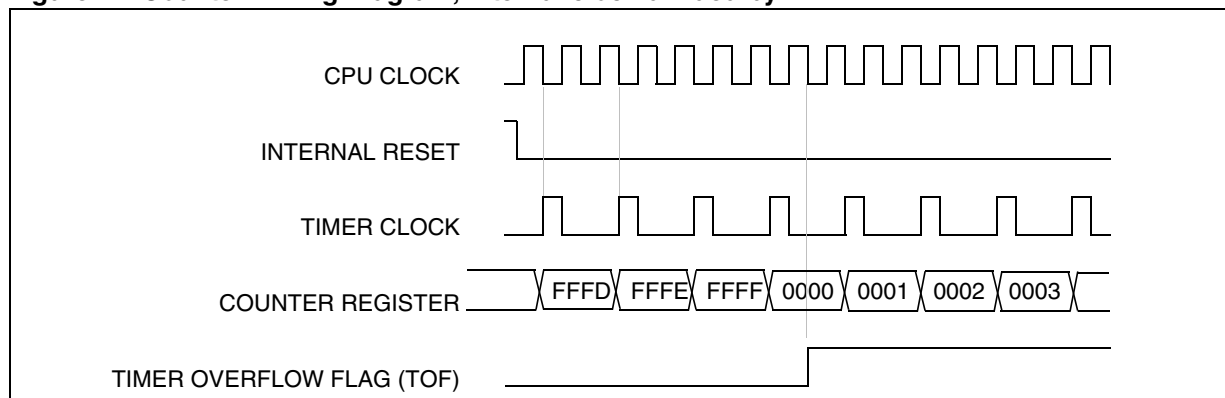 CPU CLOCK
INTERNAL RESET
TIMER CLOCK
COUNTER REGISTER FFFD FFFE FFFF 0000 0001 0002 0003
TIMER OVERFLOW FLAG (TOF)